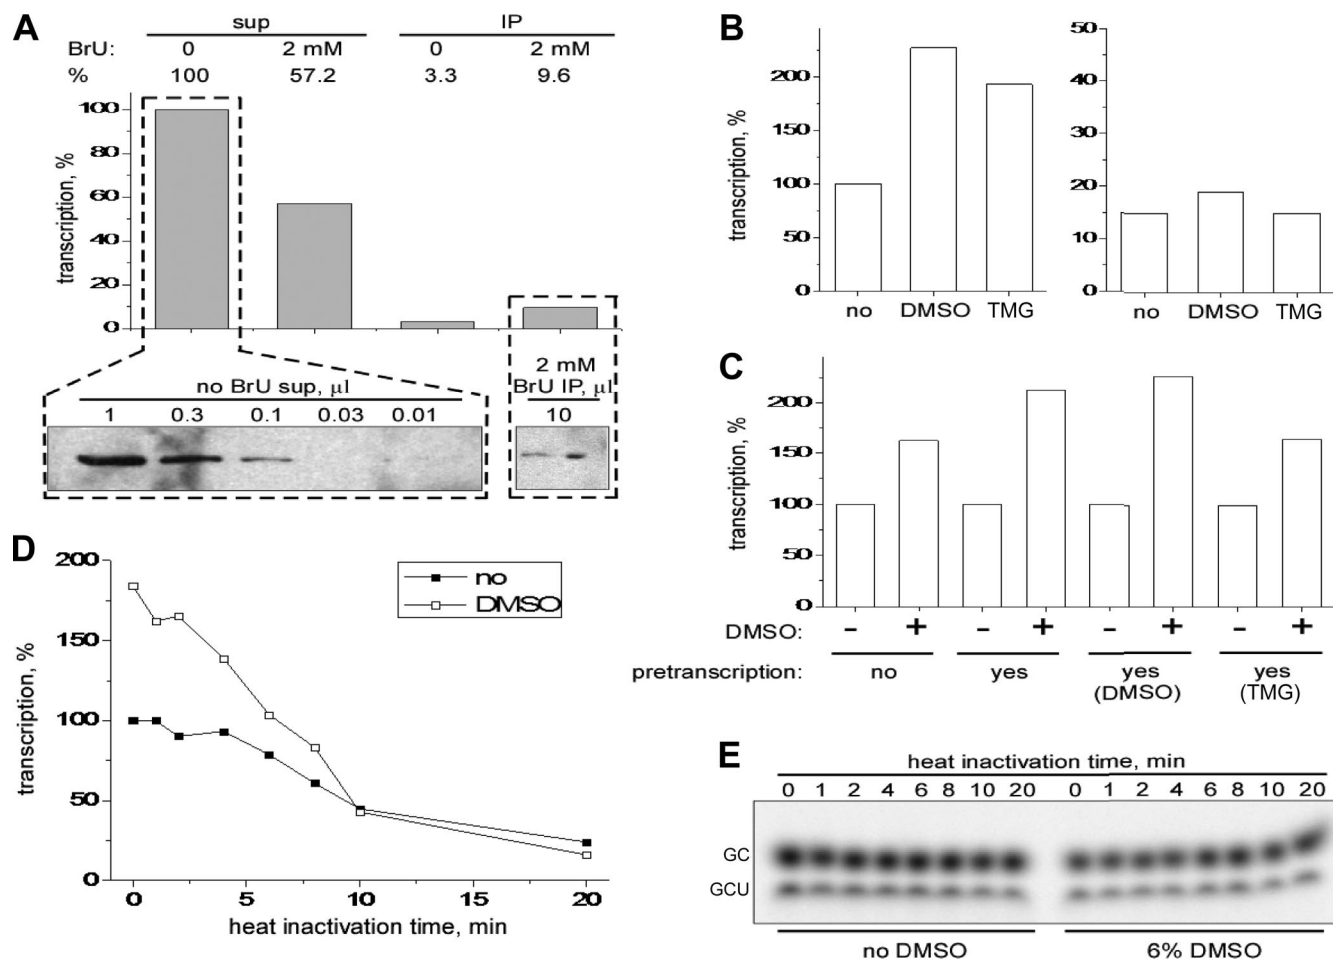 A
sup IP
BrU: 0 2 mM 0 2 mM
% 100 57.2 3.3 9.6
transcription, %
100
80
60
40
20
0
no BrU sup, µl
1 0.3 0.1 0.03 0.01
2 mM
BrU IP, µl
10
B
transcription, %
200
150
100
50
0
no DMSO TMG
50
40
30
20
10
0
no DMSO TMG
C
transcription, %
200
150
100
50
0
DMSO: - + - + - + - +
pretranscription: no yes yes yes
(DMSO) (TMG)
D
transcription, %
200
150
100
50
0
no
DMSO
0 5 10 15 20
heat inactivation time, min
E
heat inactivation time, min
0 1 2 4 6 8 10 20 0 1 2 4 6 8 10 20
GC
GCU
no DMSO 6% DMSO